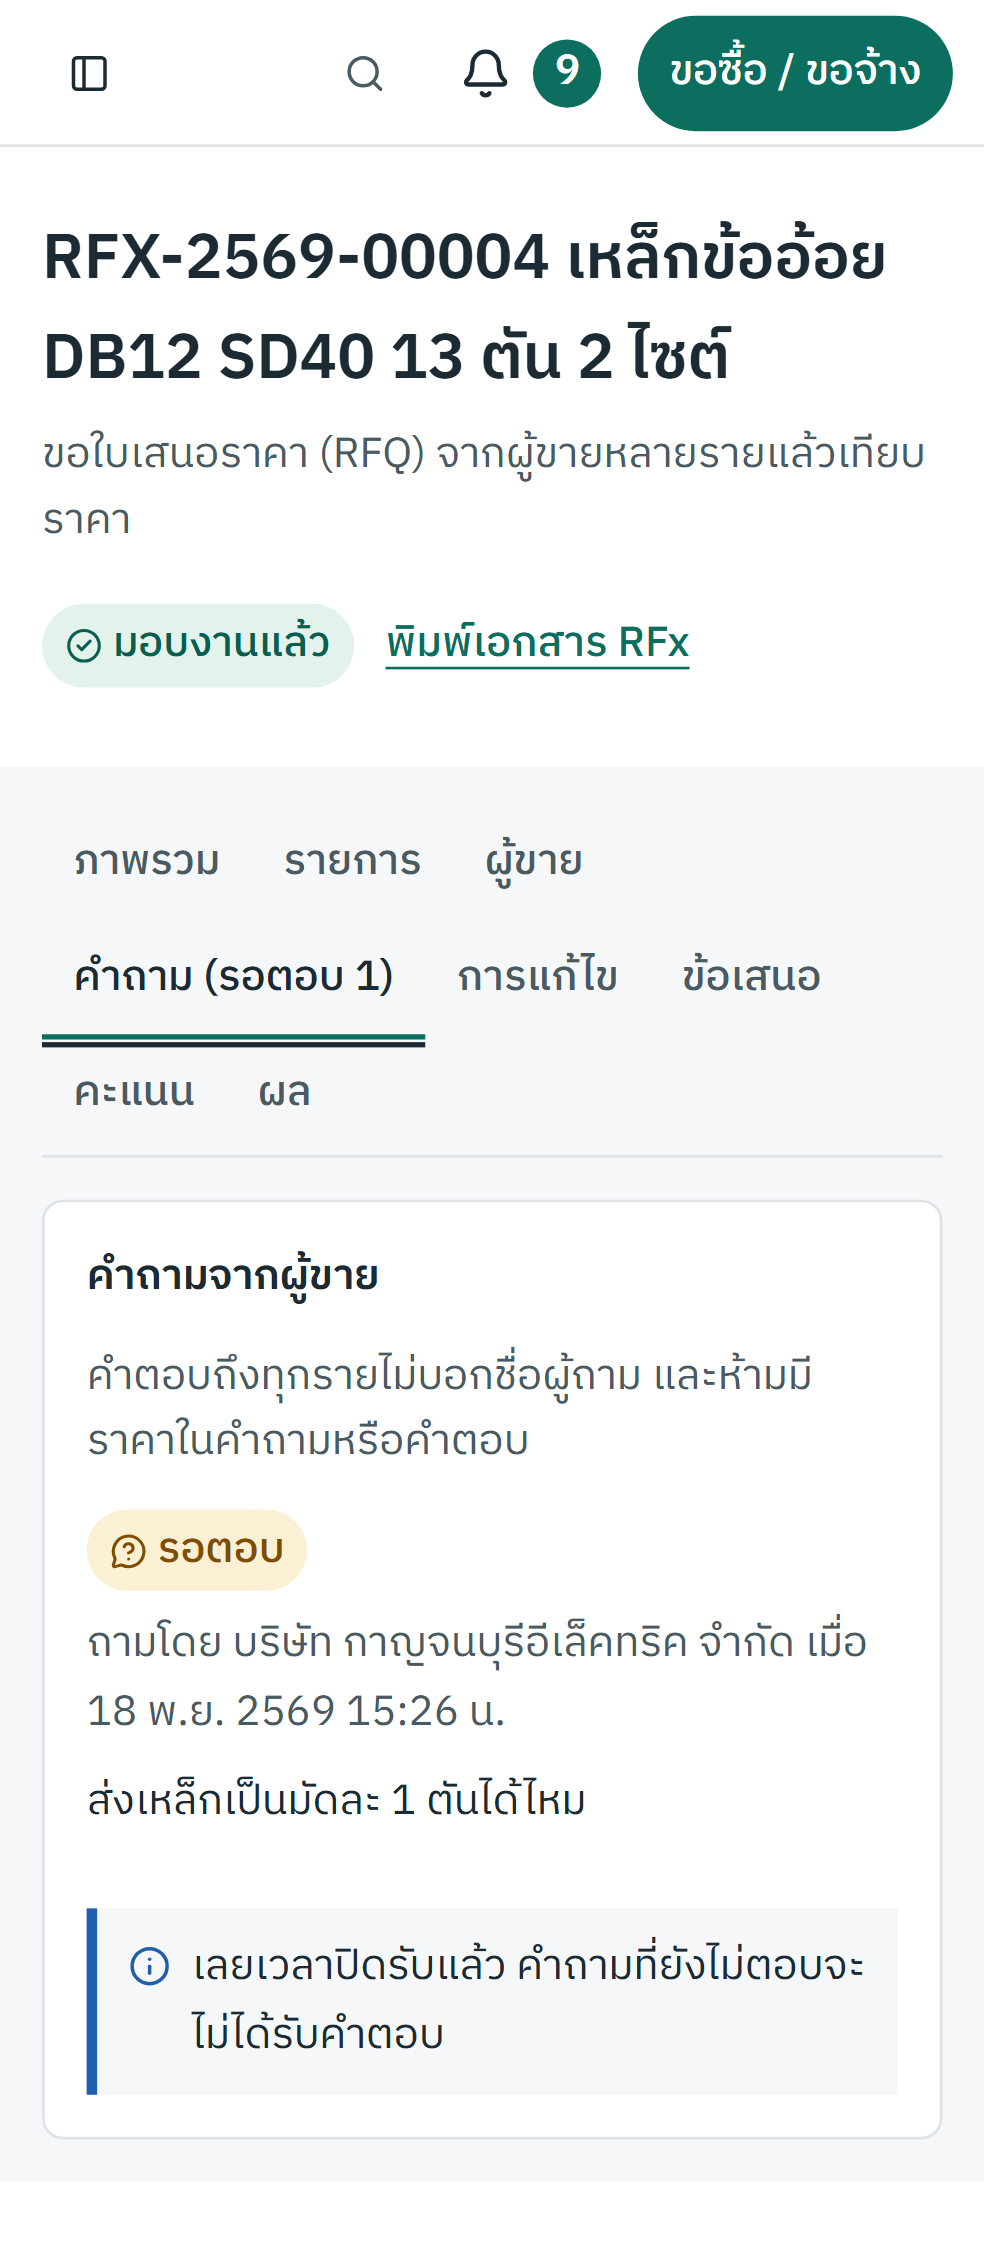 9
ขอซื้อ / ขอจ้าง
RFX-2569-00004 เหล็กข้ออ้อย
DB12 SD40 13 ตัน 2 ไซต์
ขอใบเสนอราคา (RFQ) จากผู้ขายหลายรายแล้วเทียบ
ราคา
มอบงานแล้ว
พิมพ์เอกสาร RFx
ภาพรวม รายการ ผู้ขาย
คำถาม (รอตอบ 1) การแก้ไข ข้อเสนอ
คะแนน ผล
คำถามจากผู้ขาย
คำตอบถึงทุกรายไม่บอกชื่อผู้ถาม และห้ามมี
ราคาในคำถามหรือคำตอบ
รอตอบ
ถามโดย บริษัท กาญจนบุรีอีเล็คทริค จำกัด เมื่อ
18 พ.ย. 2569 15:26 น.
ส่งเหล็กเป็นมัดละ 1 ตันได้ไหม
เลยเวลาปิดรับแล้ว คำถามที่ยังไม่ตอบจะ
ไม่ได้รับคำตอบ